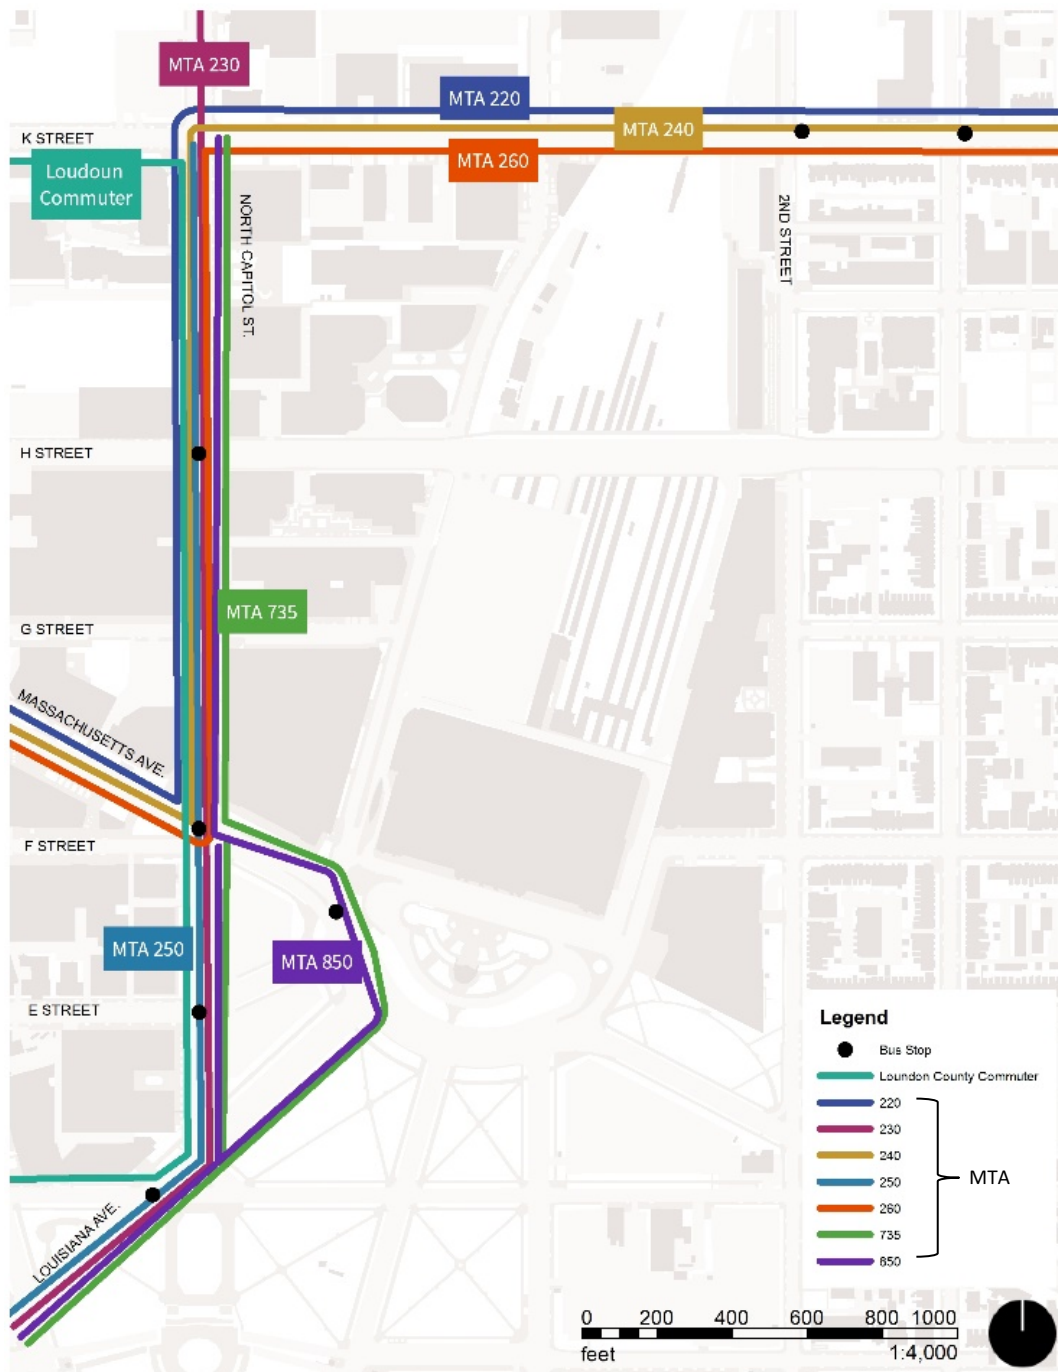 MTA 230
MTA 220
K STREET
MTA 240
MTA 260
Loudoun
Commuter
NORTH CAPITOL ST.
2ND STREET
H STREET
MTA 735
G STREET
MASSACHUSETTS AVE.
F STREET
MTA 250
MTA 850
E STREET
LOUISIANA AVE.
Legend
Bus Stop
Loundon County Commuter
220
230
240
250
260
735
850
MTA
0 200 400 600 800 1000
feet 1:4,000